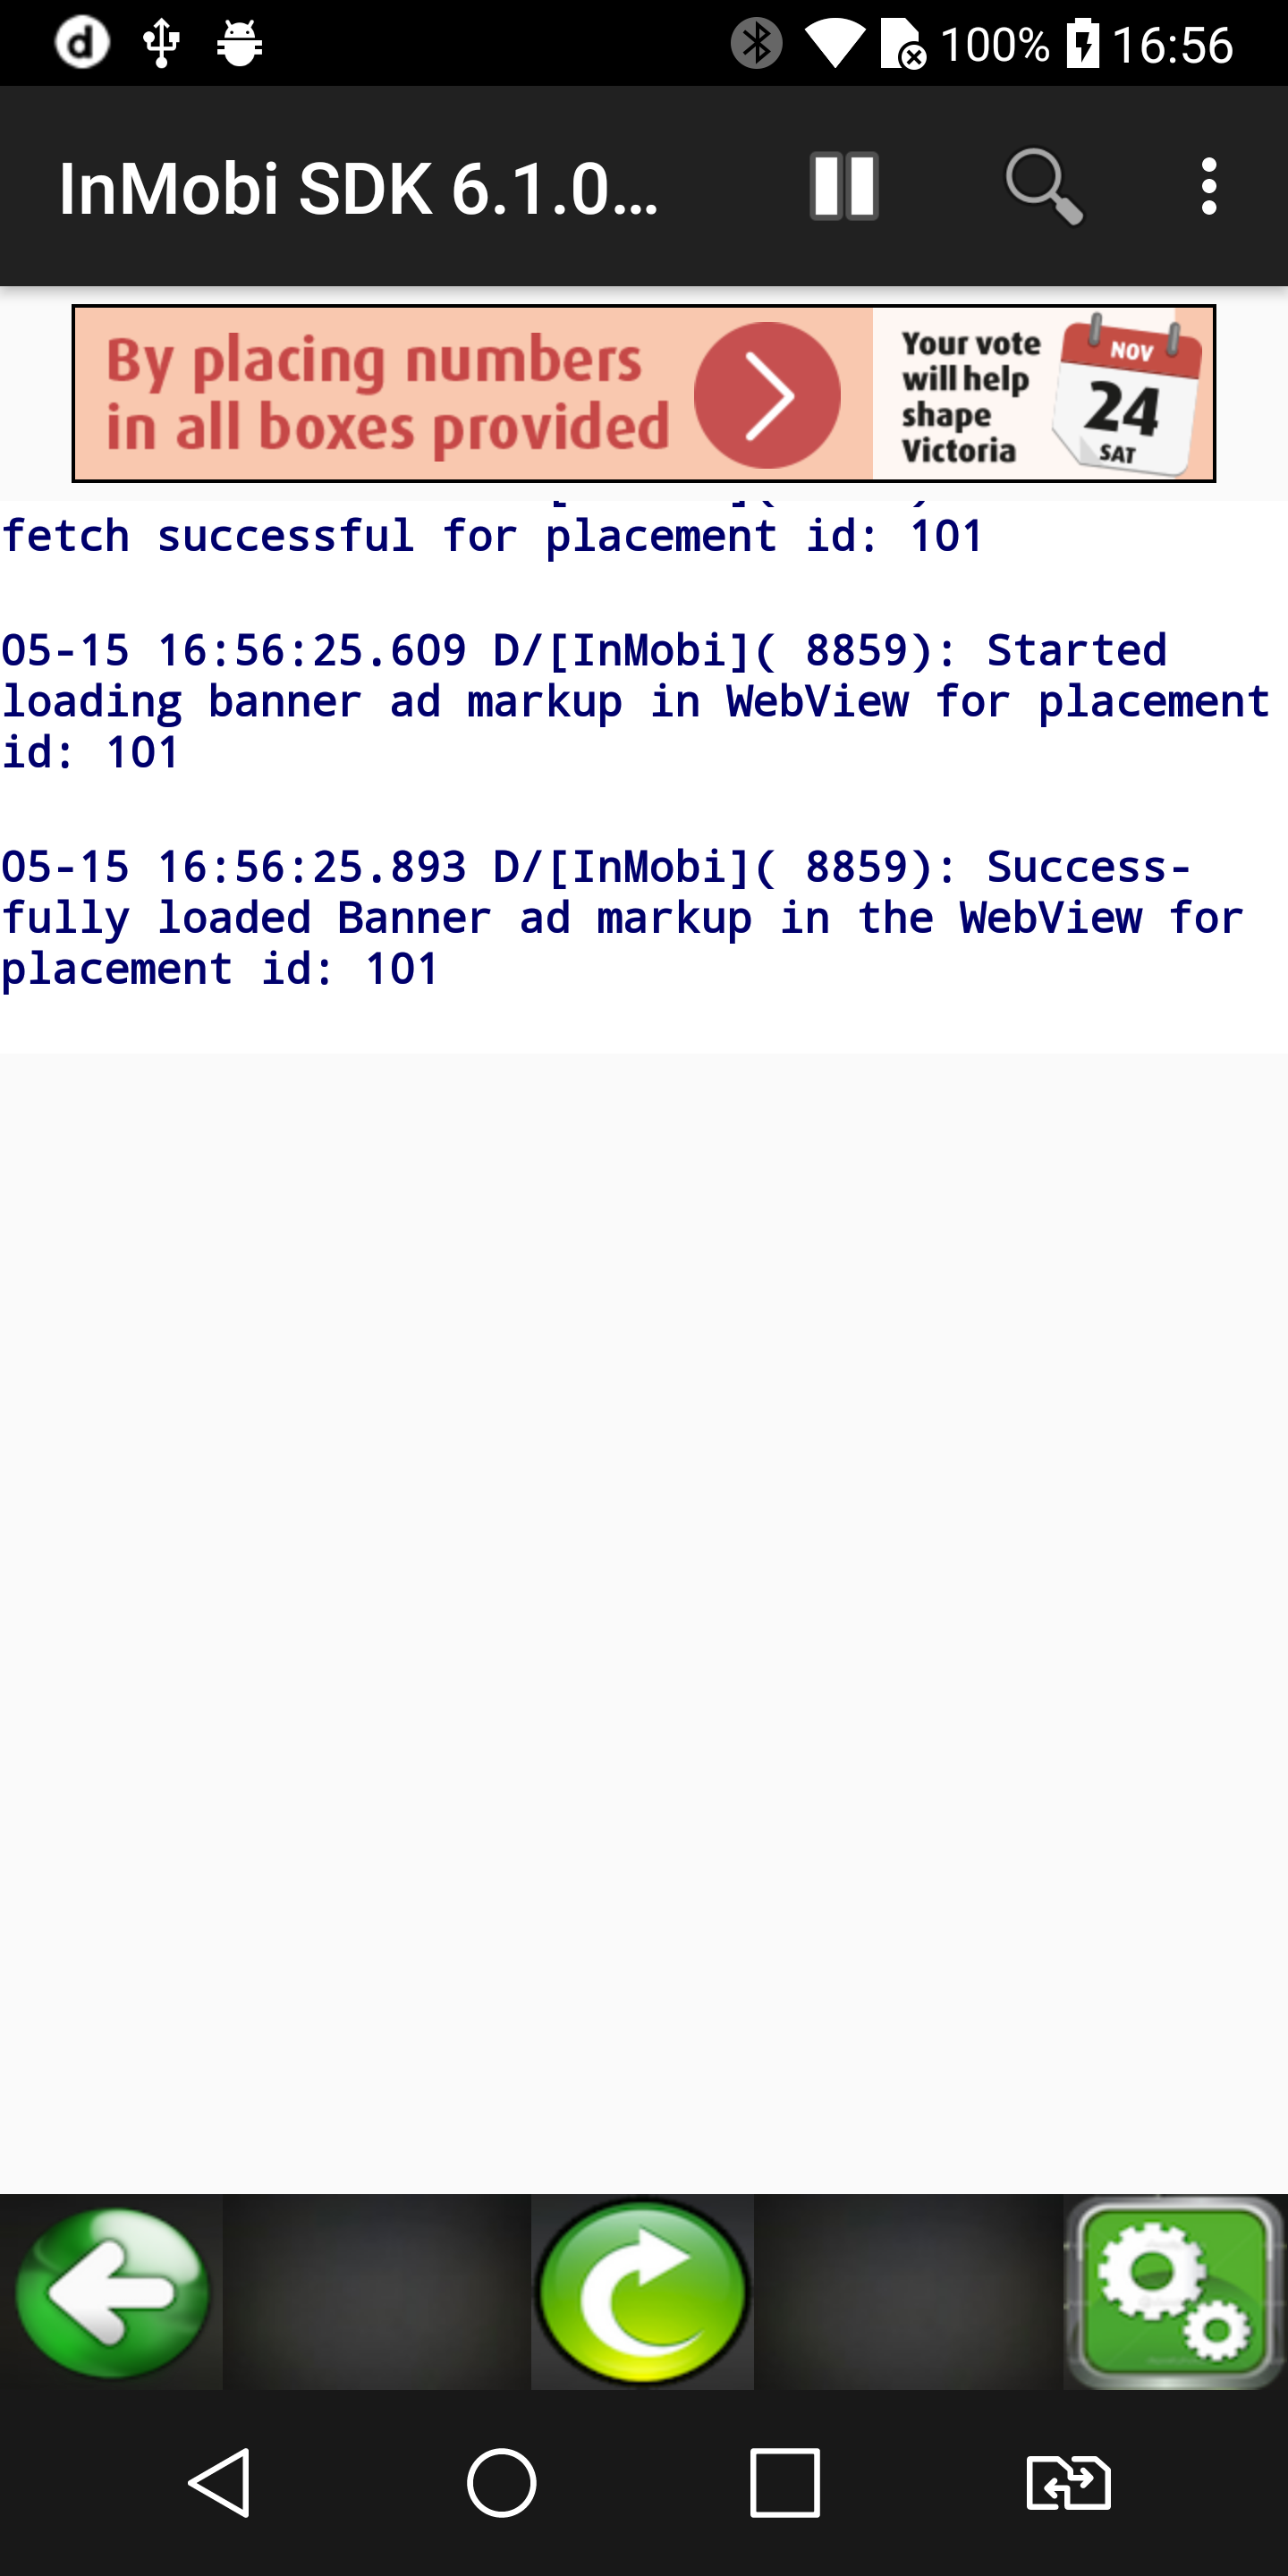 100% 16:56
InMobi SDK 6.1.0...
By placing numbers
in all boxes provided
Your vote
will help
shape
Victoria
NOV
24
SAT
fetch successful for placement id: 101
05-15 16:56:25.609 D/[InMobi]( 8859): Started
loading banner ad markup in WebView for placement
id: 101
05-15 16:56:25.893 D/[InMobi]( 8859): Success-
fully loaded Banner ad markup in the WebView for
placement id: 101